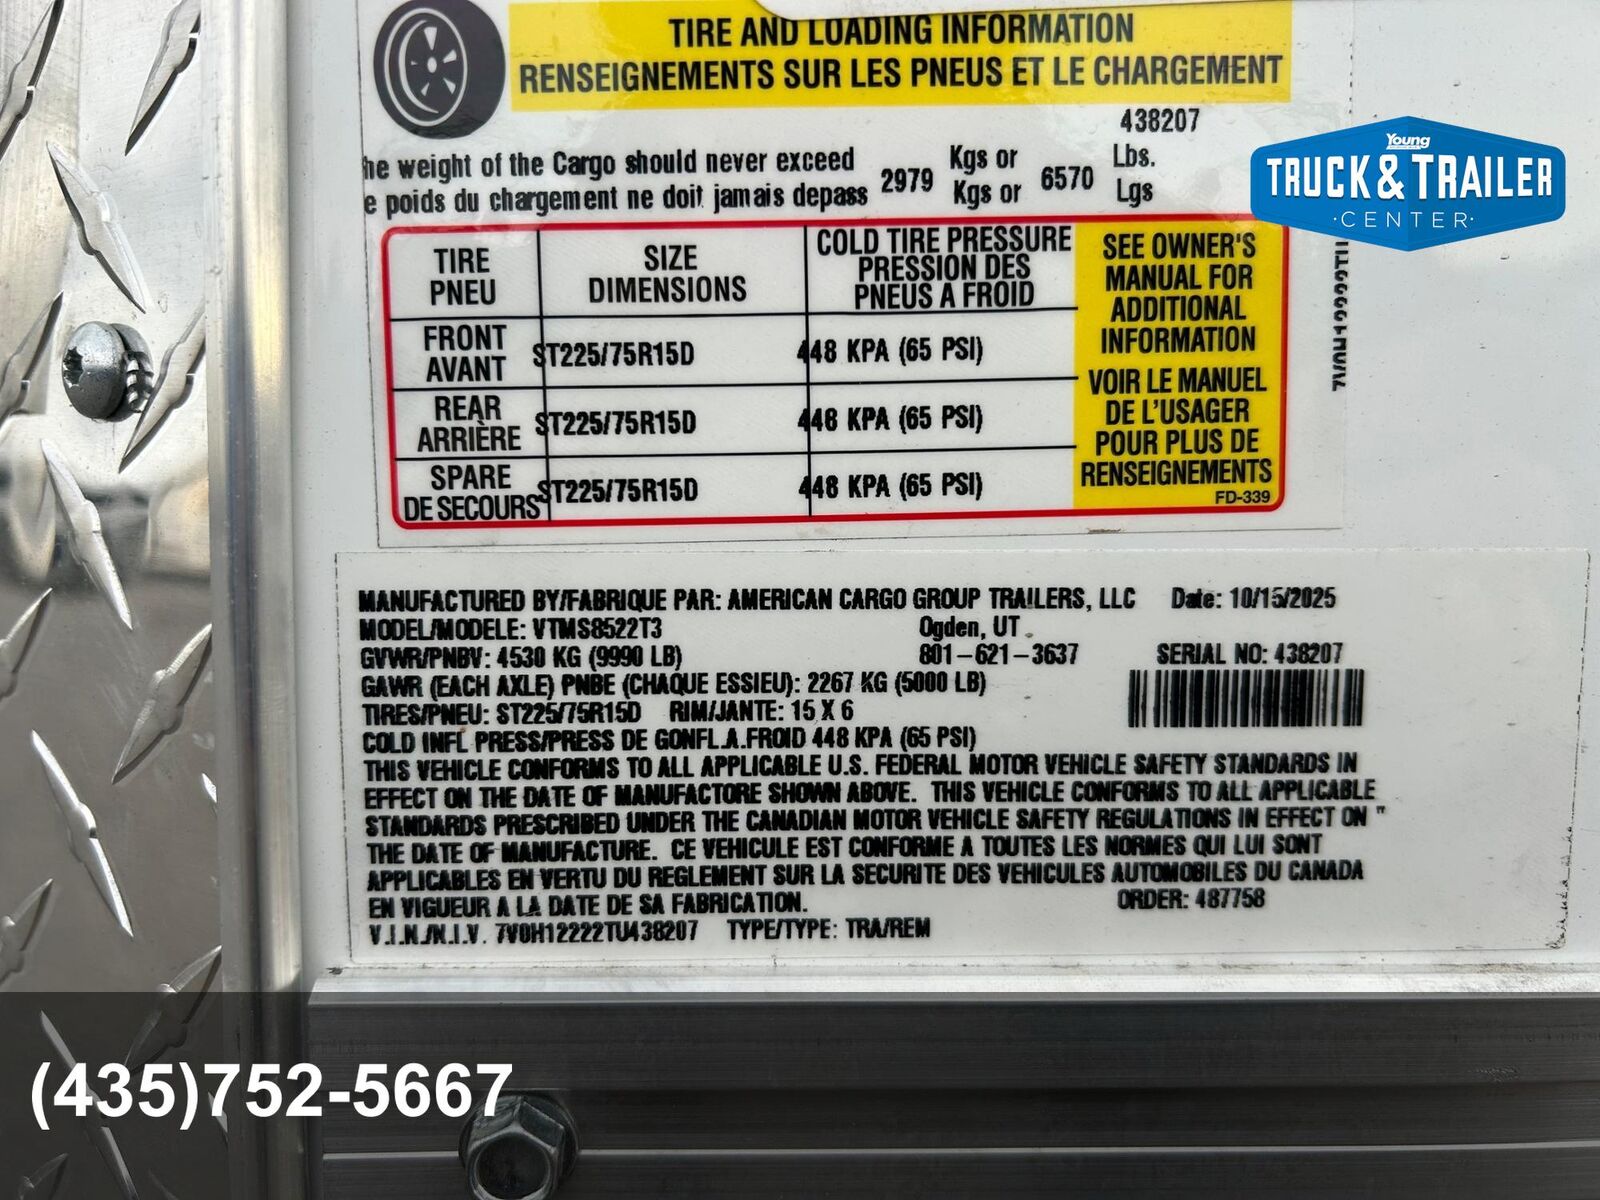 TIRE AND LOADING INFORMATION
RENSEIGNEMENTS SUR LES PNEUS ET LE CHARGEMENT
438207
he weight of the Cargo should never exceed 2979 Kgs or 6570 Lbs.
e poids du chargement ne doit jamais depass Kgs or Lgs
Young
TRUCK & TRAILER
·CENTER·
TIRE SIZE COLD TIRE PRESSURE
PNEU DIMENSIONS PRESSION DES
PNEUS A FROID
FRONT
AVANT ST225/75R15D 448 KPA (65 PSI)
REAR
ARRIÈRE ST225/75R15D 448 KPA (65 PSI)
SPARE
DE SECOURS ST225/75R15D 448 KPA (65 PSI)
SEE OWNER'S
MANUAL FOR
ADDITIONAL
INFORMATION
VOIR LE MANUEL
DE L'USAGER
POUR PLUS DE
RENSEIGNEMENTS
FD-339
MANUFACTURED BY/FABRIQUE PAR: AMERICAN CARGO GROUP TRAILERS, LLC Date: 10/15/2025
MODEL/MODELE: VTMS8522T3 Ogden, UT.
GVWR/PNBV: 4530 KG (9990 LB) 801-621-3637 SERIAL NO: 438207
GAWR (EACH AXLE) PNBE (CHAQUE ESSIEU): 2267 KG (5000 LB)
TIRES/PNEU: ST225/75R15D RIM/JANTE: 15 X 6
COLD INFL PRESS/PRESS DE GONFL.A.FROID 448 KPA (65 PSI)
THIS VEHICLE CONFORMS TO ALL APPLICABLE U.S. FEDERAL MOTOR VEHICLE SAFETY STANDARDS IN
EFFECT ON THE DATE OF MANUFACTORE SHOWN ABOVE. THIS VEHICLE CONFORMS TO ALL APPLICABLE
STANDARDS PRESCRIBED UNDER THE CANADIAN MOTOR VEHICLE SAFETY REGULATIONS IN EFFECT ON "
THE DATE OF MANUFACTURE. CE VEHICULE EST CONFORME A TOUTES LES NORMES QUI LUI SONT
APPLICABLES EN VERTU DU REGLEMENT SUR LA SECURITE DES VEHICULES AUTOMOBILES DU CANADA
EN VIGUEUR A LA DATE DE SA FABRICATION. ORDER: 487758
V.I.N./N.I.V. 7V0H12222TU438207 TYPE/TYPE: TRA/REM
(435)752-5667